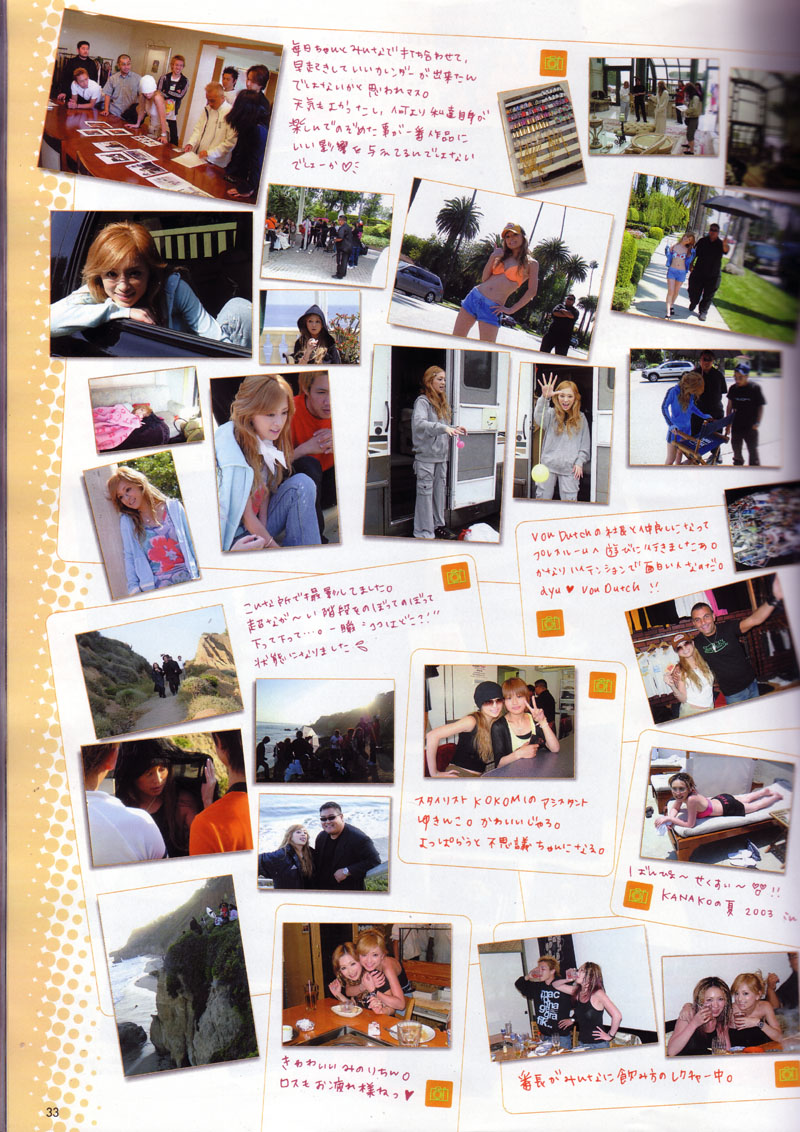 毎日ちゃんとみんなで打ち合わせて、
早起きしていいカレンダーが出来たん
ではないかと思われマス。
天気もよかったし、何より私達自身が
楽しんでのぞめた事が一番作品に
いい影響を与えてるんではない
でしょーか♡
Von Dutchの社長と仲良しになって
プレスルームへ遊びに行きましたあ。
かなりハイテンションで面白い人なのだ。
ayu ♥ Von Dutch !!
こんな所で撮影してました。
超なが〜い階段をのぼってのぼって
下って下って…。一瞬"ココはどこ?!"
状態になりました
スタイリスト KOKOMIの アシスタント
ゆきんこ。かわいいじゃろ。
よっぱらうと不思議ちゃんになる。
せくすぃ〜♡♡!!
KANAKOの夏 2003 in
きゃわいい みのりちん。
ロスもお疲れ様ねっ♥
番長がみんなに飲み方のレクチャー中。
33